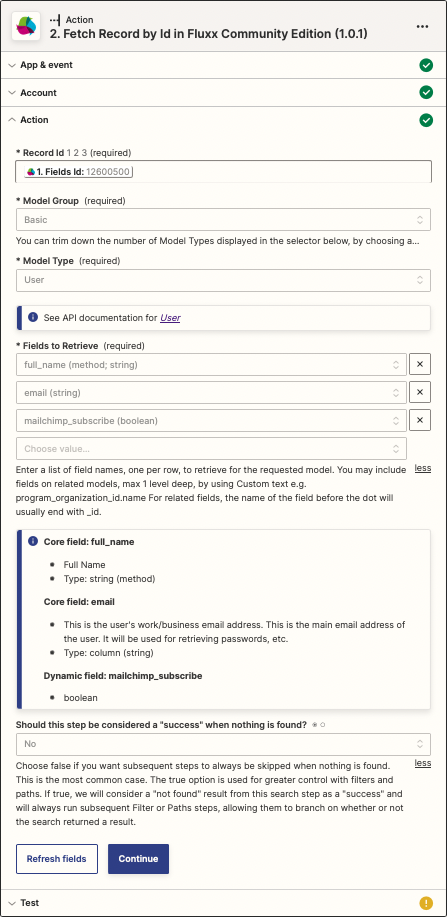 Action
2. Fetch Record by Id in Fluxx Community Edition (1.0.1)
App & event
Account
Action
* Record Id 1 2 3 (required)
1. Fields Id: 12600500
* Model Group (required)
Basic
You can trim down the number of Model Types displayed in the selector below, by choosing a...
* Model Type (required)
User
See API documentation for User
* Fields to Retrieve (required)
full_name (method; string)
email (string)
mailchimp_subscribe (boolean)
Choose value...
Enter a list of field names, one per row, to retrieve for the requested model. You may include less
fields on related models, max 1 level deep, by using Custom text e.g.
program_organization_id.name For related fields, the name of the field before the dot will
usually end with _id.
Core field: full_name
Full Name
Type: string (method)
Core field: email
This is the user's work/business email address. This is the main email address of
the user. It will be used for retrieving passwords, etc.
Type: column (string)
Dynamic field: mailchimp_subscribe
boolean
Should this step be considered a "success" when nothing is found?
No
Choose false if you want subsequent steps to always be skipped when nothing is found. less
This is the most common case. The true option is used for greater control with filters and
paths. If true, we will consider a "not found" result from this search step as a "success" and
will always run subsequent Filter or Paths steps, allowing them to branch on whether or not
the search returned a result.
Refresh fields Continue
Test